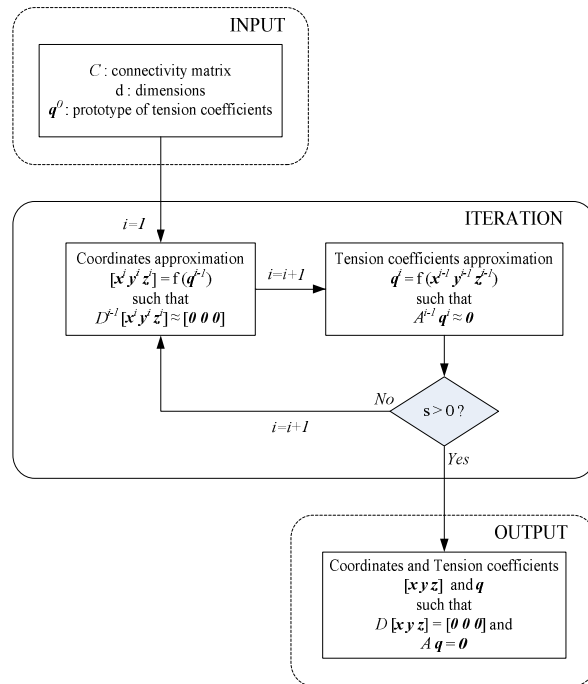 INPUT
C : connectivity matrix
d : dimensions
q⁰ : prototype of tension coefficients
i=1
ITERATION
Coordinates approximation
[xⁱ yⁱ zⁱ] = f (qⁱ⁻¹)
such that
Dⁱ⁻¹ [xⁱ yⁱ zⁱ] ≈ [0 0 0]
i=i+1
Tension coefficients approximation
qⁱ = f (xⁱ⁻¹ yⁱ⁻¹ zⁱ⁻¹)
such that
Aⁱ⁻¹ qⁱ ≈ 0
No
s > 0 ?
i=i+1
Yes
OUTPUT
Coordinates and Tension coefficients
[x y z] and q
such that
D [x y z] = [0 0 0] and
A q = 0